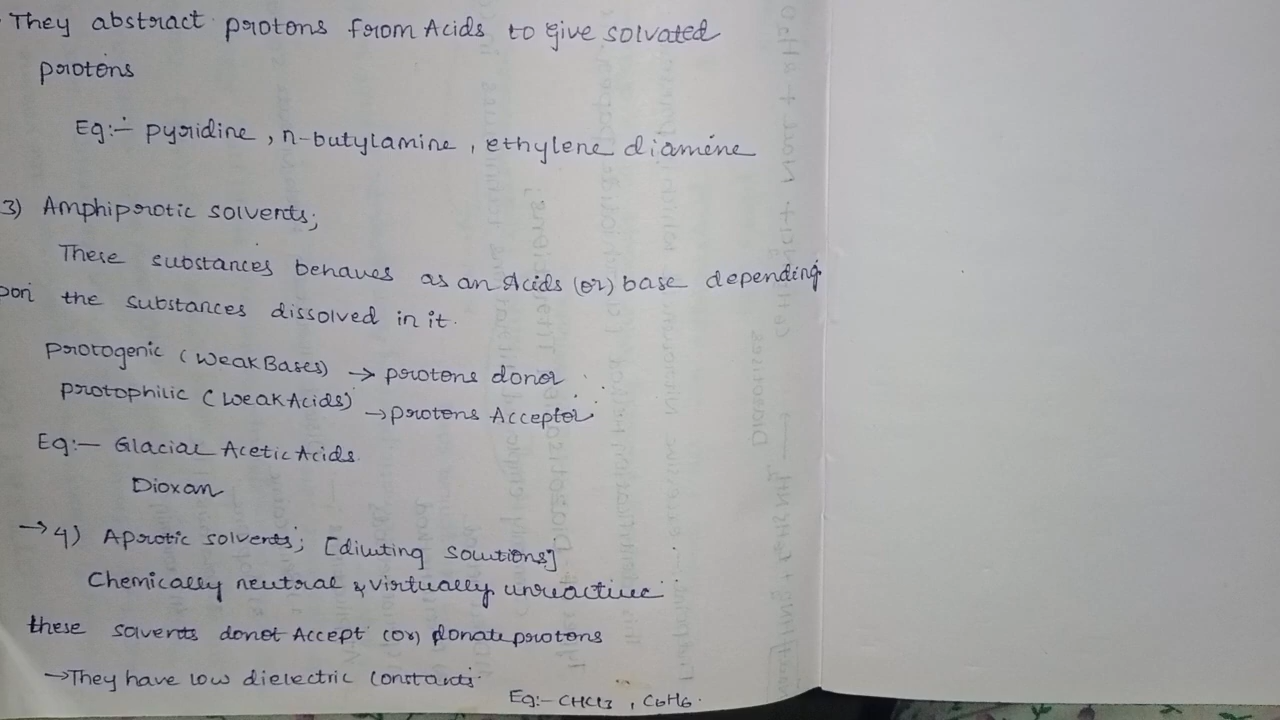 They abstract protons from Acids to give solvated
protons
Eg:- pyridine, n-butylamine, ethylene diamine
3) Amphiprotic solvents;
These substances behaves as an Acids (or) base depending
pon the substances dissolved in it.
Protogenic (Weak Bases) → protons donor
Protophilic (Weak Acids) → protons Acceptor
Eg:- Glacial Acetic Acids.
Dioxan
→ 4) Aprotic solvents; [diluting solutions]
Chemically neutral & virtually unreactive
these solvents donot Accept (or) donate protons
→ They have low dielectric constants.
Eg:- CHCl3, C6H6.